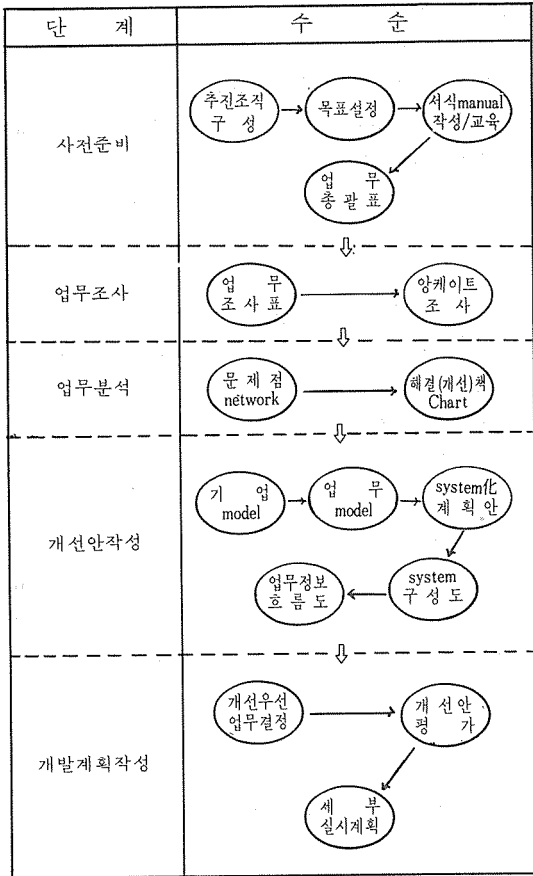 단 계
수 순
사전준비
추진조직
구 성
목표설정
서식manual
작성/교육
업 무
총 괄 표
업무조사
업 무
조 사 표
앙케이트
조 사
업무분석
문 제 점
network
해결(개선)책
Chart
개선안작성
기 업
model
업 무
model
system化
계 획 안
system
구 성 도
업무정보
흐 름 도
개발계획작성
개선우선
업무결정
개 선 안
평 가
세 부
실시계획